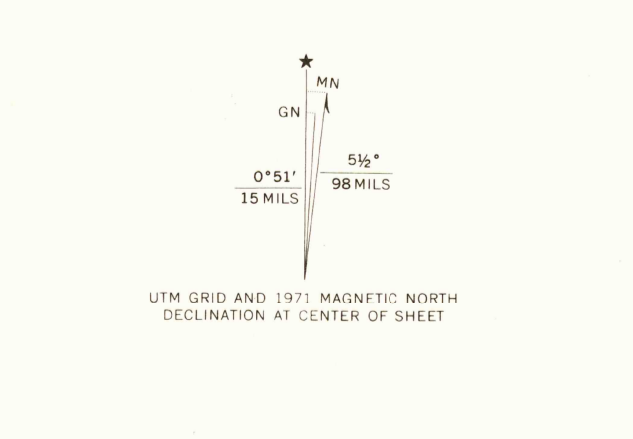 ★
MN
GN
0°51′
15 MILS
5½°
98 MILS
UTM GRID AND 1971 MAGNETIC NORTH
DECLINATION AT CENTER OF SHEET